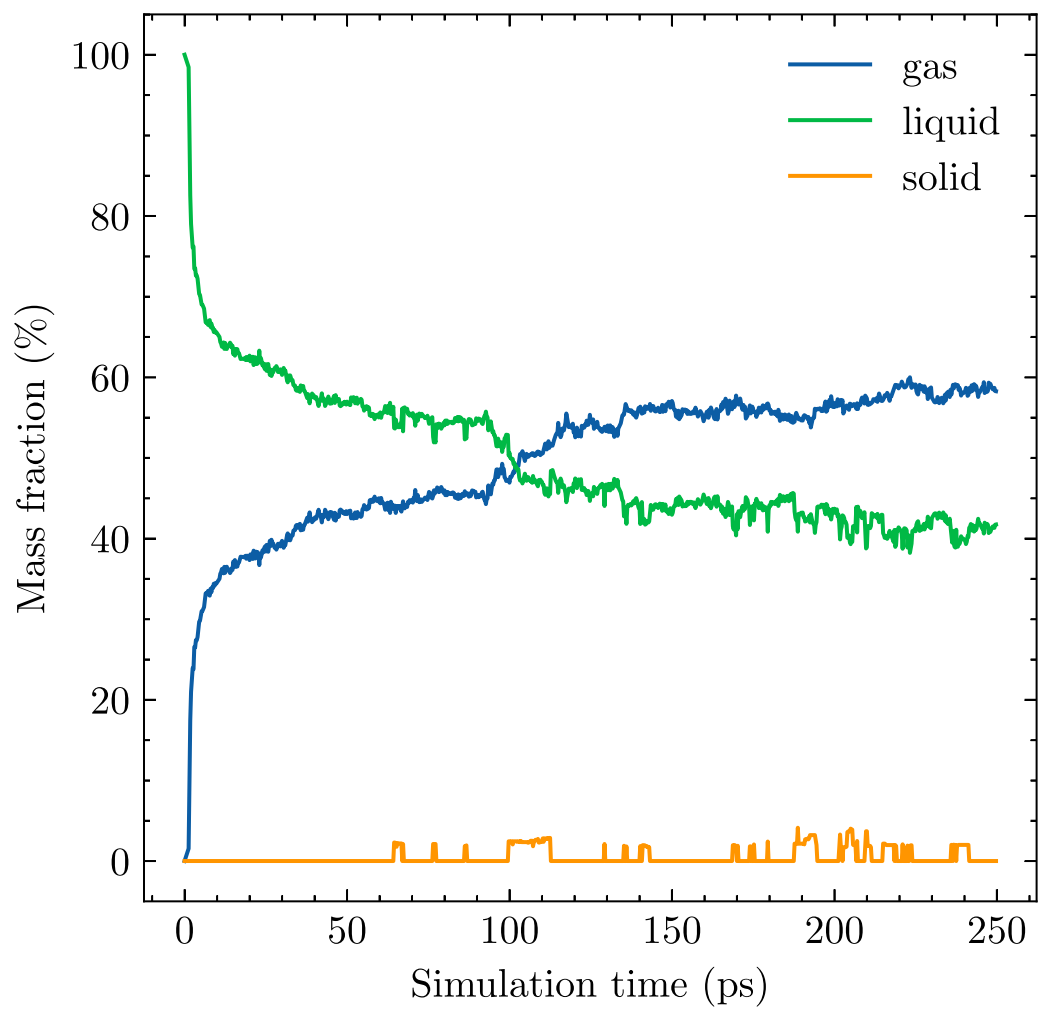 100
80
60
40
20
0
Mass fraction (%)
gas
liquid
solid
0 50 100 150 200 250
Simulation time (ps)